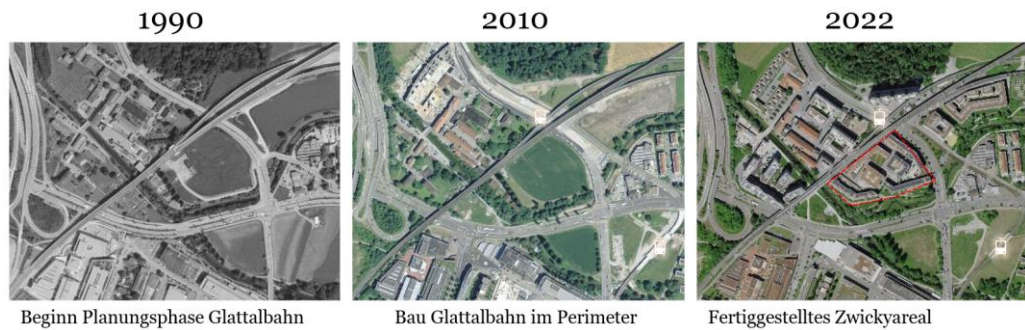 1990
2010
2022
Beginn Planungsphase Glattalbahn
Bau Glattalbahn im Perimeter
Fertiggestelltes Zwickyareal